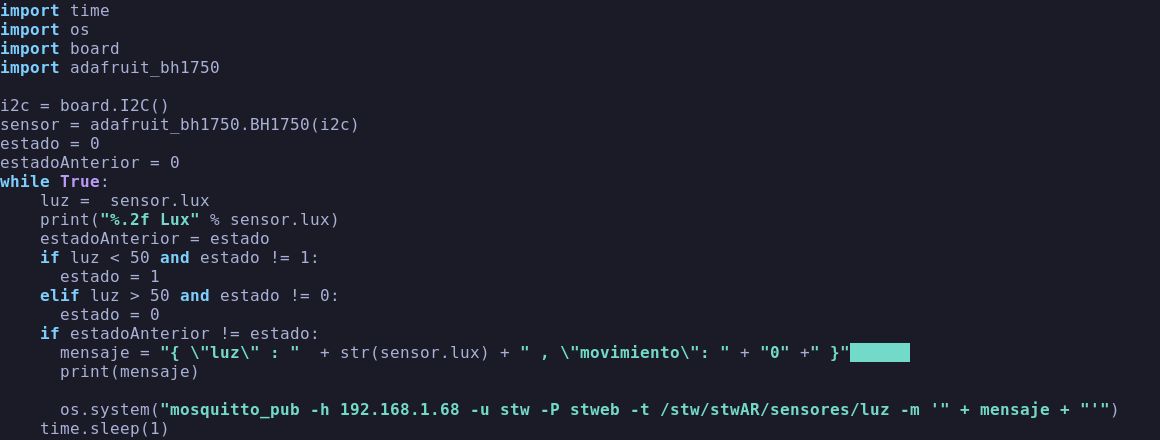 import time
import os
import board
import adafruit_bh1750

i2c = board.I2C()
sensor = adafruit_bh1750.BH1750(i2c)
estado = 0
estadoAnterior = 0
while True:
    luz =  sensor.lux
    print("%.2f Lux" % sensor.lux)
    estadoAnterior = estado
    if luz < 50 and estado != 1:
      estado = 1
    elif luz > 50 and estado != 0:
      estado = 0
    if estadoAnterior != estado:
      mensaje = "{ \"luz\" : "  + str(sensor.lux) + " , \"movimiento\": " + "0" +" }"
      print(mensaje)

      os.system("mosquitto_pub -h 192.168.1.68 -u stw -P stweb -t /stw/stwAR/sensores/luz -m '" + mensaje + "'")
    time.sleep(1)